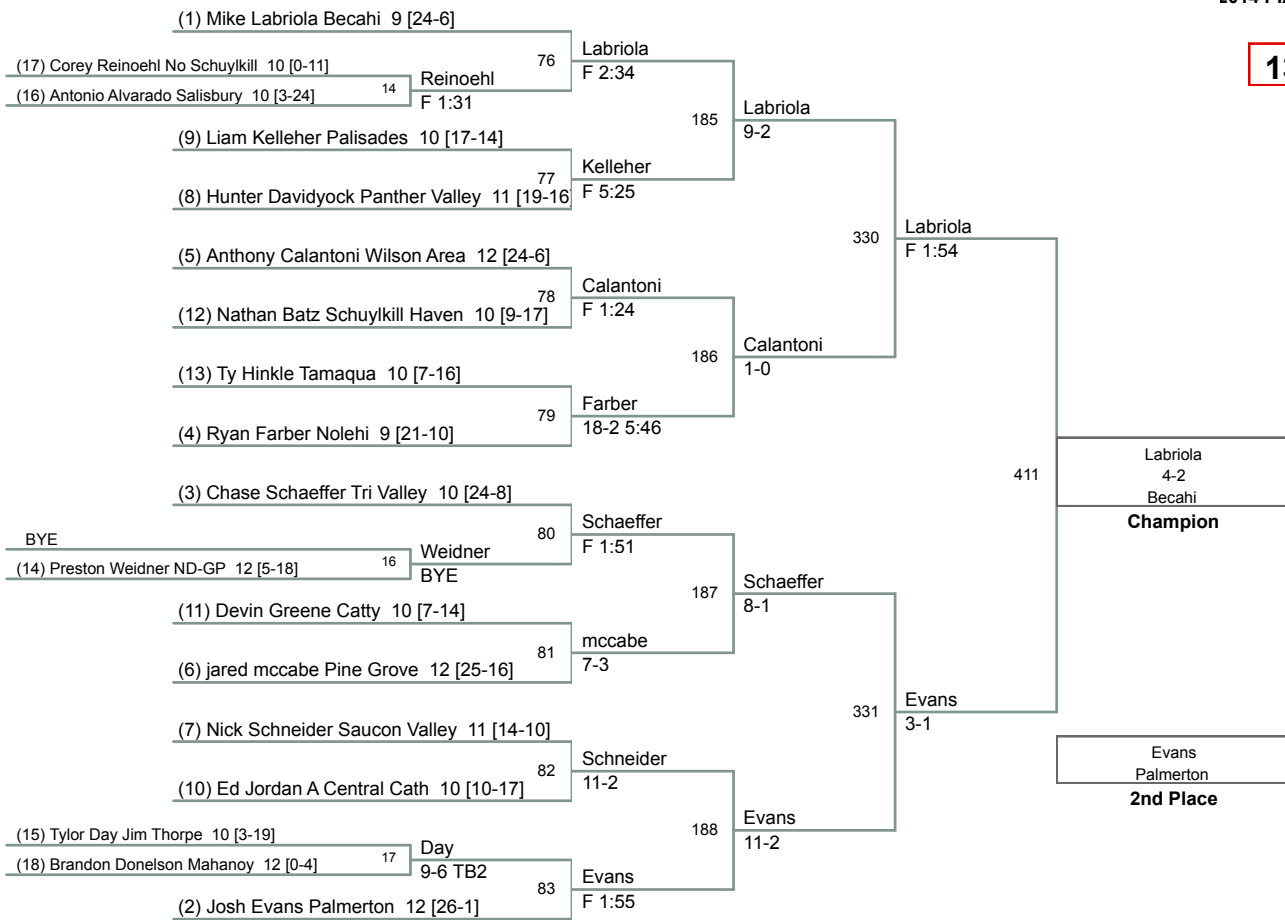 (1) Mike Labriola Becahi 9 [24-6]
(17) Corey Reinoehl No Schuylkill 10 [0-11]
(16) Antonio Alvarado Salisbury 10 [3-24]
14
Reinoehl
F 1:31
76
Labriola
F 2:34
(9) Liam Kelleher Palisades 10 [17-14]
(8) Hunter Davidyock Panther Valley 11 [19-16]
77
Kelleher
F 5:25
185
Labriola
9-2
(5) Anthony Calantoni Wilson Area 12 [24-6]
(12) Nathan Batz Schuylkill Haven 10 [9-17]
78
Calantoni
F 1:24
(13) Ty Hinkle Tamaqua 10 [7-16]
(4) Ryan Farber Nolehi 9 [21-10]
79
Farber
18-2 5:46
186
Calantoni
1-0
330
Labriola
F 1:54
(3) Chase Schaeffer Tri Valley 10 [24-8]
BYE
(14) Preston Weidner ND-GP 12 [5-18]
16
Weidner
BYE
80
Schaeffer
F 1:51
(11) Devin Greene Catty 10 [7-14]
(6) jared mccabe Pine Grove 12 [25-16]
81
mccabe
7-3
187
Schaeffer
8-1
(7) Nick Schneider Saucon Valley 11 [14-10]
(10) Ed Jordan A Central Cath 10 [10-17]
82
Schneider
11-2
(15) Tylor Day Jim Thorpe 10 [3-19]
(18) Brandon Donelson Mahanoy 12 [0-4]
17
Day
9-6 TB2
(2) Josh Evans Palmerton 12 [26-1]
83
Evans
F 1:55
188
Evans
11-2
331
Evans
3-1
411
Labriola
4-2
Becahi
Champion
Evans
Palmerton
2nd Place